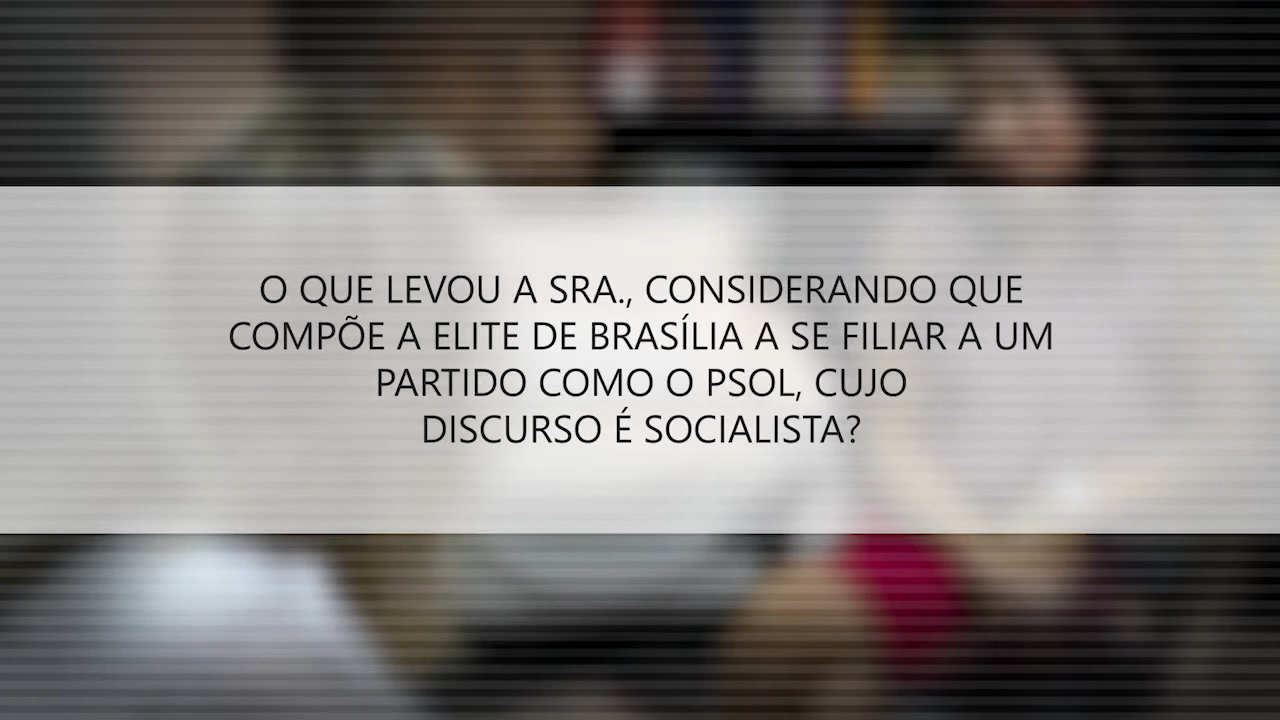 O QUE LEVOU A SRA., CONSIDERANDO QUE
COMPÕE A ELITE DE BRASÍLIA A SE FILIAR A UM
PARTIDO COMO O PSOL, CUJO
DISCURSO É SOCIALISTA?